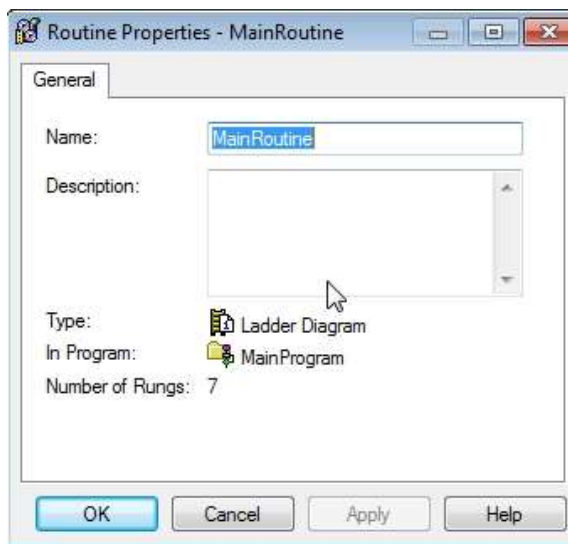 Routine Properties - MainRoutine
General
Name: MainRoutine
Description:
Type: Ladder Diagram
In Program: MainProgram
Number of Rungs: 7
OK Cancel Apply Help